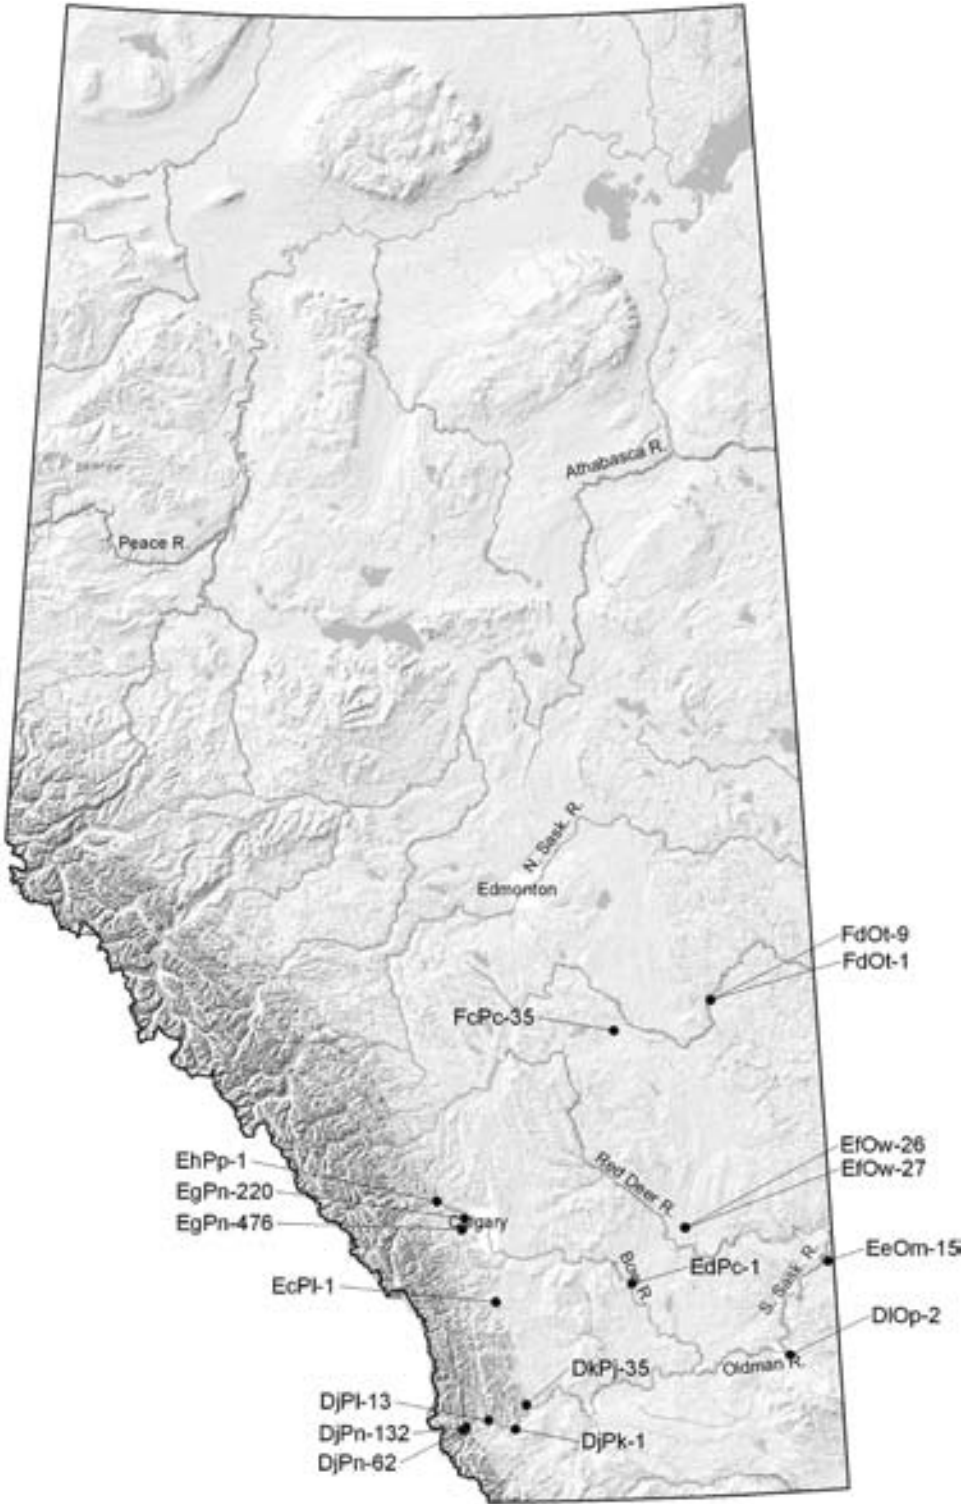 Athabasca R.
Peace R.
N. Sask. R.
Edmonton
FdOt-9
FdOt-1
FcPc-35
EfOw-26
EfOw-27
Red Deer R.
EhPp-1
EgPn-220
Calgary
EgPn-476
EeOm-15
EdPc-1
Bow R.
S. Sask. R.
EcPl-1
DlOp-2
Oldman R.
DkPj-35
DjPl-13
DjPn-132
DjPk-1
DjPn-62